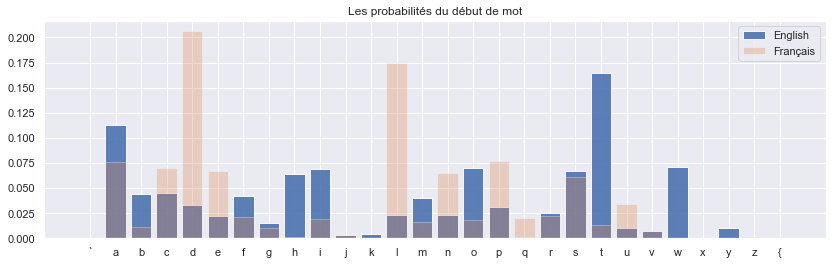 Les probabilités du début de mot
English
Français
0.200
0.175
0.150
0.125
0.100
0.075
0.050
0.025
0.000
` a b c d e f g h i j k l m n o p q r s t u v w x y z {